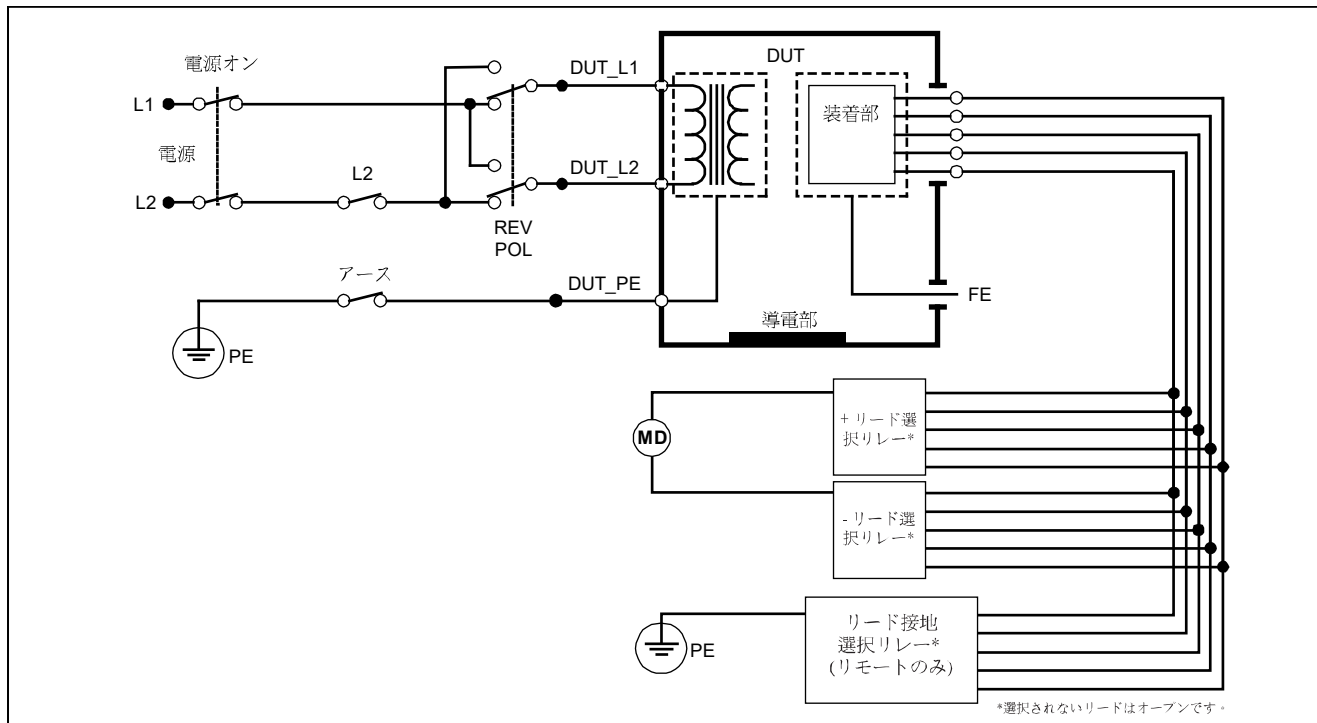 電源オン
L1
電源
L2
L2
REV
POL
DUT_L1
DUT_L2
アース
DUT_PE
PE
DUT
装着部
FE
導電部
MD
+ リード選
択リレー*
- リード選
択リレー*
PE
リード接地
選択リレー*
(リモートのみ)
*選択されないリードはオープンです。